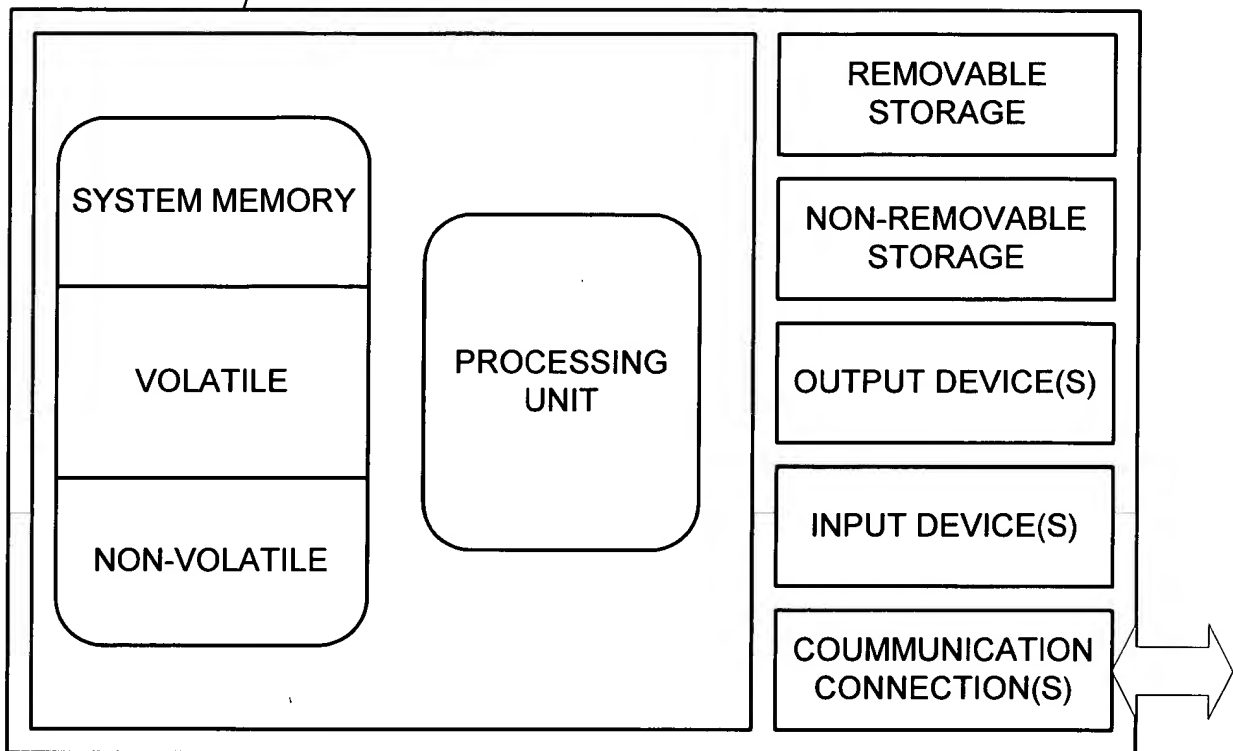 SYSTEM MEMORY
VOLATILE
NON-VOLATILE
PROCESSING
UNIT
REMOVABLE
STORAGE
NON-REMOVABLE
STORAGE
OUTPUT DEVICE(S)
INPUT DEVICE(S)
COUMMUNICATION
CONNECTION(S)